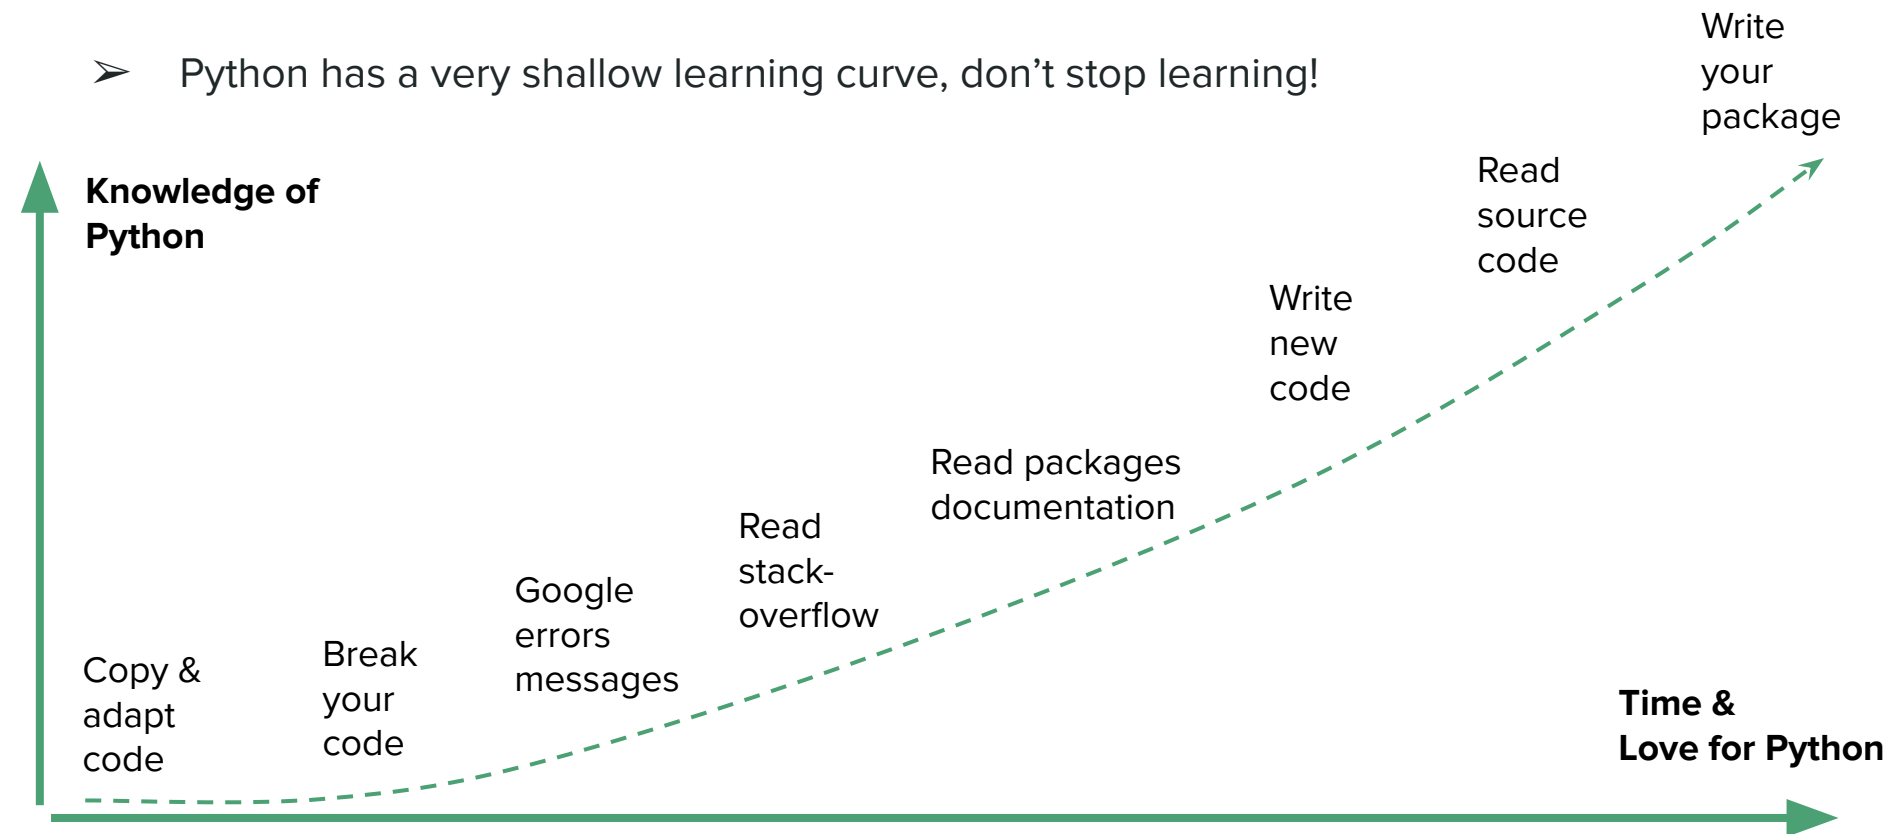 ➢ Python has a very shallow learning curve, don’t stop learning!
Knowledge of
Python
Copy &
adapt
code
Break
your
code
Google
errors
messages
Read
stack-
overflow
Read packages
documentation
Write
new
code
Read
source
code
Write
your
package
Time &
Love for Python